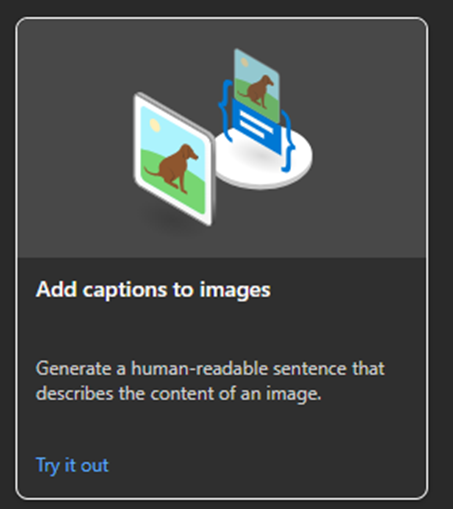 Add captions to images
Generate a human-readable sentence that
describes the content of an image.
Try it out